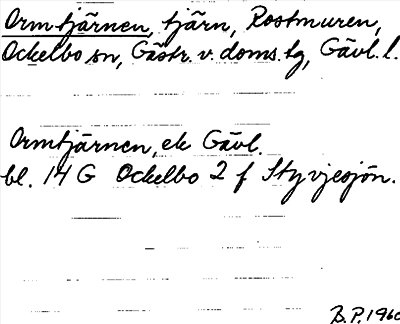 Ormtjärnen, tjärn, Rostmuren,
Ockelbo sn, Gästr. v. doms.tg, Gävl. l.
Ormtjärnen, ek Gävl.
bl. 14 G Ockelbo 2 f Styvjesjön.
B.P. 1960